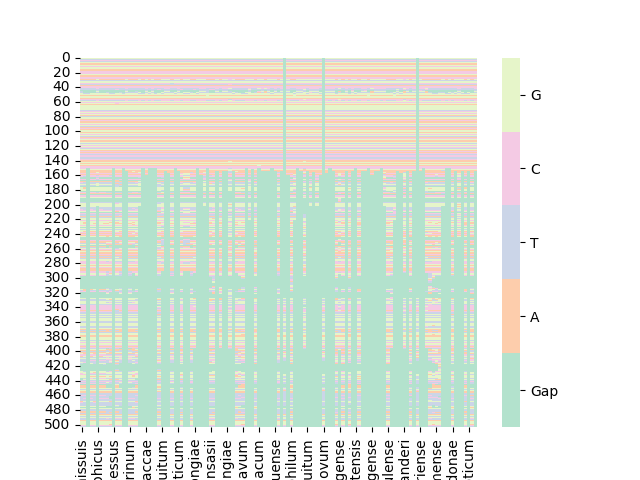 0
20
40
60
80
100
120
140
160
180
200
220
240
260
280
300
320
340
360
380
400
420
440
460
480
500
G
C
T
A
Gap
issuis
phicus
essus
rinum
accae
uitum
ticum
ongiae
nsasii
ngiae
avum
acum
uense
hilum
uitum
ovum
gense
tensis
gense
ulense
anderi
riense
mense
donae
ticum